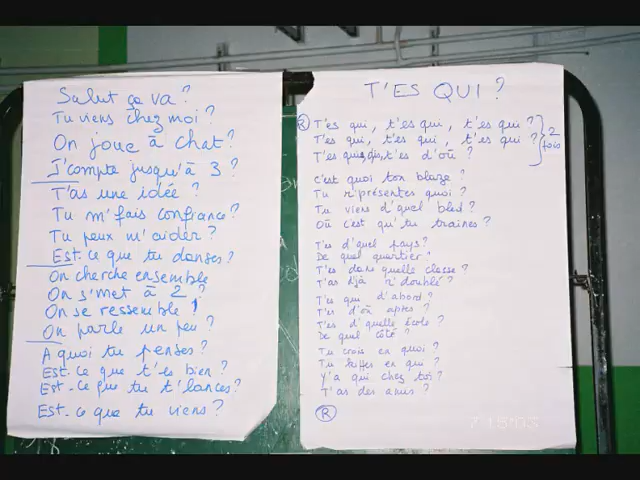 Salut ça va ?
Tu viens chez moi ?
On joue à chat ?
J'compte jusqu'à 3 ?
T'as une idée ?
Tu m'fais confiance ?
Tu peux m'aider ?
Est-ce que tu danses ?
On cherche ensemble
On s'met à 2 ?
On se ressemble !
On parle un peu ?
A quoi tu penses ?
Est-ce que t'es bien ?
Est-ce que tu t'lances ?
Est-ce que tu viens ?
T'ES QUI ?
R T'es qui, t'es qui, t'es qui ?
T'es qui, t'es qui, t'es qui ?
T'es qui, dis, t'es d'où ?
2 fois
C'est quoi ton blaze ?
Tu r'présentes quoi ?
Tu viens d'quel bled ?
Où c'est qu'tu traînes ?
T'es d'quel pays ?
De quel quartier ?
T'es dans quelle classe ?
T'as déjà r'doublé ?
T'es qui d'abord ?
T'es d'où après ?
T'es d'quelle école ?
De quel côté ?
Tu crois en quoi ?
Tu kiffes en qui ?
Y'a qui chez toi ?
T'as des amis ?
R